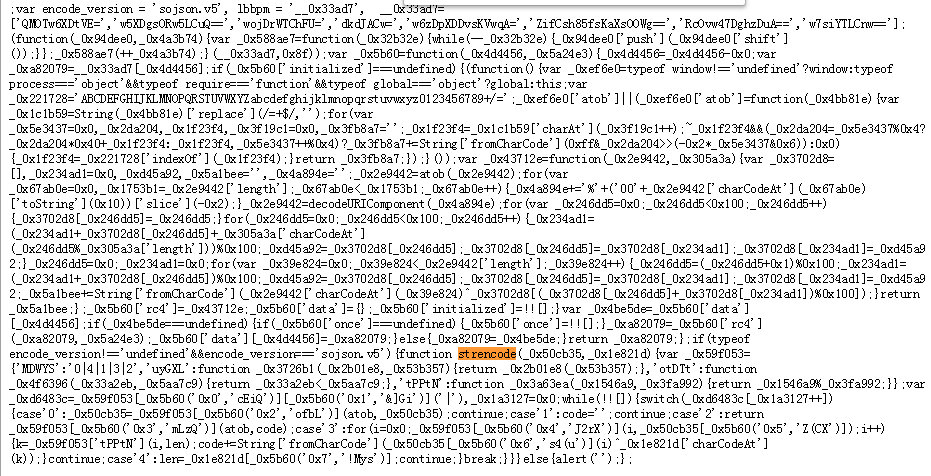 ;var encode_version = 'sojson.v5', lbbpm = '__0x33ad7',  __0x33ad7=
['QMOTw6XDtVE=','w5XDgsORw5LCuQ==','wojDrWTChFU=','dkdJACw=','w6zDpXDDvsKVwqA=','ZifCsh85fsKaXsOOWg==','RcOvw47DghzDuA==','w7siYTLCnw=='];
(function(_0x94dee0,_0x4a3b74){var _0x588ae7=function(_0x32b32e){while(--_0x32b32e){_0x94dee0['push'](_0x94dee0['shift']
());}};_0x588ae7(++_0x4a3b74);}(__0x33ad7,0x8f));var _0x5b60=function(_0x4d4456,_0x5a24e3){_0x4d4456=_0x4d4456-0x0;var
_0xa82079=__0x33ad7[_0x4d4456];if(_0x5b60['initialized']===undefined){(function(){var _0xef6e0=typeof window!=='undefined'?window:typeof
process==='object'&&typeof require==='function'&&typeof global==='object'?global:this;var
_0x221728='ABCDEFGHIJKLMNOPQRSTUVWXYZabcdefghijklmnopqrstuvwxyz0123456789+/=';_0xef6e0['atob']||(_0xef6e0['atob']=function(_0x4bb81e){var
_0x1c1b59=String(_0x4bb81e)['replace'](/=+$/,'');for(var
_0x5e3437=0x0,_0x2da204,_0x1f23f4,_0x3f19c1=0x0,_0x3fb8a7='';_0x1f23f4=_0x1c1b59['charAt'](_0x3f19c1++);~_0x1f23f4&&(_0x2da204=_0x5e3437%0x4?
_0x2da204*0x40+_0x1f23f4:_0x1f23f4,_0x5e3437++%0x4)?_0x3fb8a7+=String['fromCharCode'](0xff&_0x2da204>>(-0x2*_0x5e3437&0x6)):0x0)
{_0x1f23f4=_0x221728['indexOf'](_0x1f23f4);}return _0x3fb8a7;});}());var _0x43712e=function(_0x2e9442,_0x305a3a){var _0x3702d8=
[],_0x234ad1=0x0,_0xd45a92,_0x5a1bee='',_0x4a894e='';_0x2e9442=atob(_0x2e9442);for(var
_0x67ab0e=0x0,_0x1753b1=_0x2e9442['length'];_0x67ab0e<_0x1753b1;_0x67ab0e++){_0x4a894e+='%'+('00'+_0x2e9442['charCodeAt'](_0x67ab0e)
['toString'](0x10))['slice'](-0x2);}_0x2e9442=decodeURIComponent(_0x4a894e);for(var _0x246dd5=0x0;_0x246dd5<0x100;_0x246dd5++)
{_0x3702d8[_0x246dd5]=_0x246dd5;}for(_0x246dd5=0x0;_0x246dd5<0x100;_0x246dd5++){_0x234ad1=
(_0x234ad1+_0x3702d8[_0x246dd5]+_0x305a3a['charCodeAt']
(_0x246dd5%_0x305a3a['length']))%0x100;_0xd45a92=_0x3702d8[_0x246dd5];_0x3702d8[_0x246dd5]=_0x3702d8[_0x234ad1];_0x3702d8[_0x234ad1]=_0xd45a9
2;}_0x246dd5=0x0;_0x234ad1=0x0;for(var _0x39e824=0x0;_0x39e824<_0x2e9442['length'];_0x39e824++){_0x246dd5=(_0x246dd5+0x1)%0x100;_0x234ad1=
(_0x234ad1+_0x3702d8[_0x246dd5])%0x100;_0xd45a92=_0x3702d8[_0x246dd5];_0x3702d8[_0x246dd5]=_0x3702d8[_0x234ad1];_0x3702d8[_0x234ad1]=_0xd45a9
2;_0x5a1bee+=String['fromCharCode'](_0x2e9442['charCodeAt'](_0x39e824)^_0x3702d8[(_0x3702d8[_0x246dd5]+_0x3702d8[_0x234ad1])%0x100]);}return
_0x5a1bee;};_0x5b60['rc4']=_0x43712e;_0x5b60['data']={};_0x5b60['initialized']=!![];}var _0x4be5de=_0x5b60['data']
[_0x4d4456];if(_0x4be5de===undefined){if(_0x5b60['once']===undefined){_0x5b60['once']=!![];}_0xa82079=_0x5b60['rc4']
(_0xa82079,_0x5a24e3);_0x5b60['data'][_0x4d4456]=_0xa82079;}else{_0xa82079=_0x4be5de;}return _0xa82079;};if(typeof
encode_version!=='undefined'&&encode_version==='sojson.v5'){function strencode(_0x50cb35,_0x1e821d){var _0x59f053=
{'MDWYS':'0|4|1|3|2','uyGXL':function _0x3726b1(_0x2b01e8,_0x53b357){return _0x2b01e8(_0x53b357);},'otDTt':function
_0x4f6396(_0x33a2eb,_0x5a7c9){return _0x33a2eb<_0x5a7c9;},'tPPtN':function _0x3a63ea(_0x1546a9,_0x3fa992){return _0x1546a9%_0x3fa992;}};var
_0xd6483c=_0x59f053[_0x5b60('0x0','cEiQ')][_0x5b60('0x1','&]Gi')]('|'),_0x1a3127=0x0;while(!![]){switch(_0xd6483c[_0x1a3127++])
{case'0':_0x50cb35=_0x59f053[_0x5b60('0x2','ofbL')](atob,_0x50cb35);continue;case'1':code='';continue;case'2':return
_0x59f053[_0x5b60('0x3','mLzQ')](atob,code);case'3':for(i=0x0;_0x59f053[_0x5b60('0x4','J2rX')](i,_0x50cb35[_0x5b60('0x5','Z(CX')]);i++)
{k=_0x59f053['tPPtN'](i,len);code+=String['fromCharCode'](_0x50cb35[_0x5b60('0x6','s4(u')](i)^_0x1e821d['charCodeAt']
(k));}continue;case'4':len=_0x1e821d[_0x5b60('0x7','!Mys')];continue;}break;}}}else{alert('');};